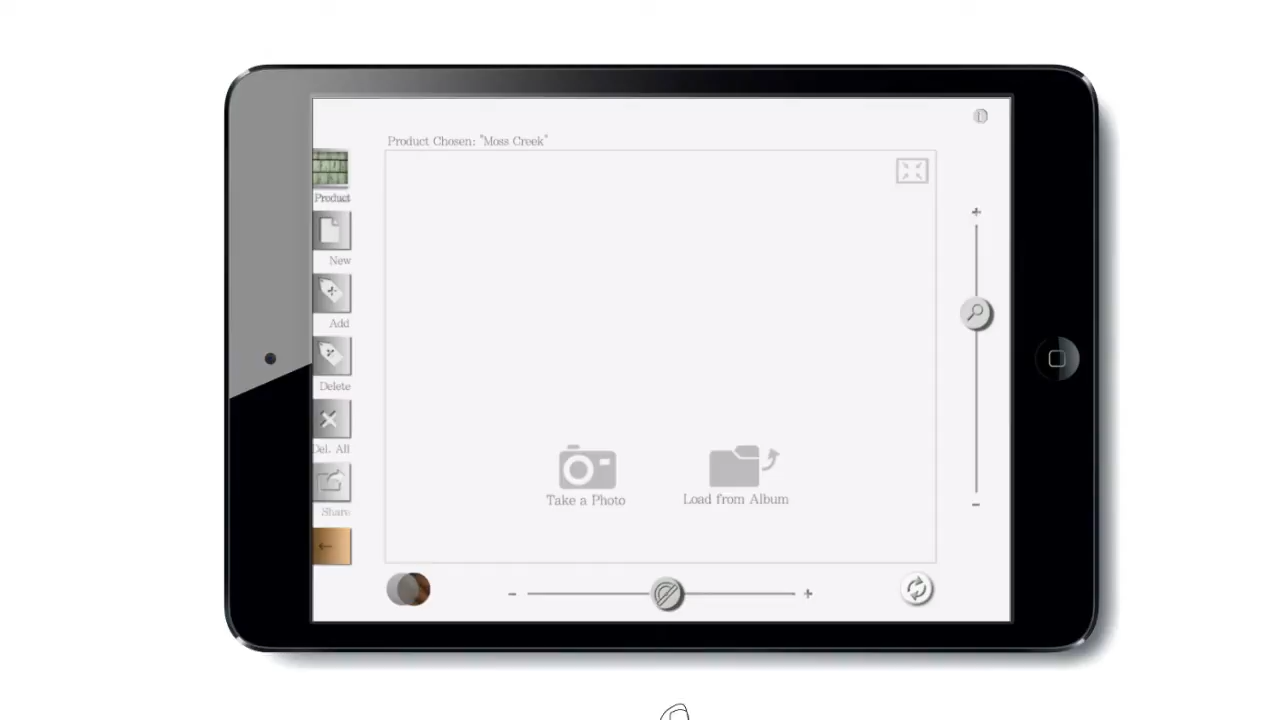 Product Chosen: "Moss Creek"
Product
New
Add
Delete
Del. All
Share
Take a Photo
Load from Album